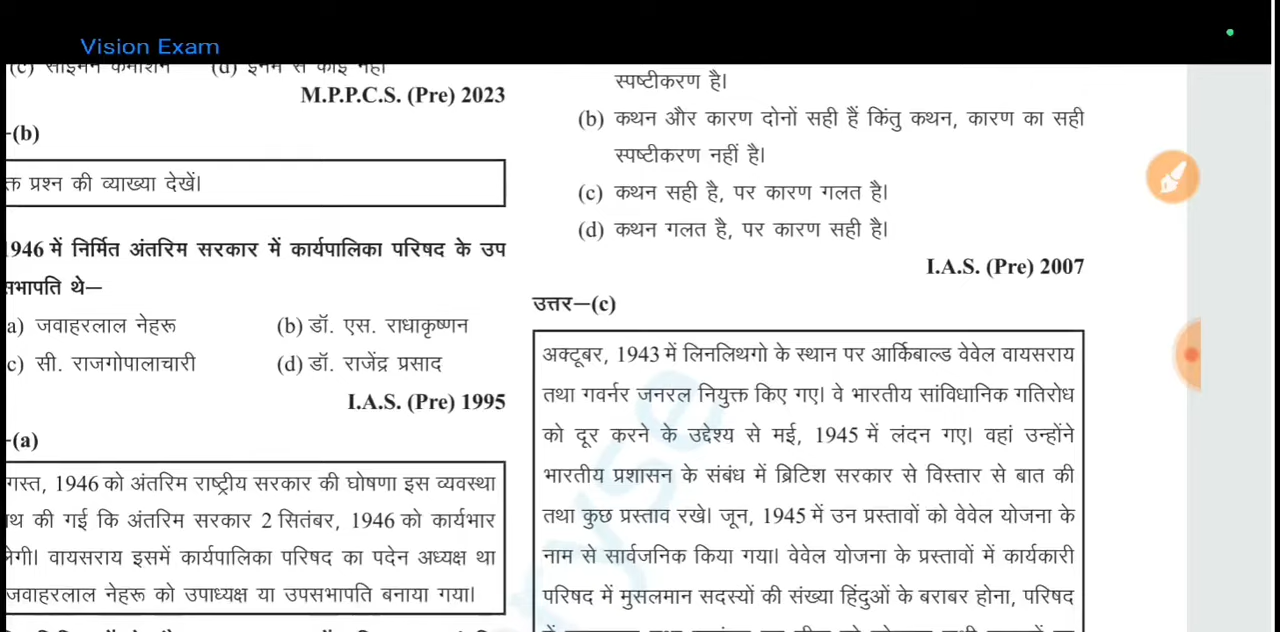 Vision Exam
M.P.P.C.S. (Pre) 2023
-(b)
क्त प्रश्न की व्याख्या देखें।
1946 में निर्मित अंतरिम सरकार में कार्यपालिका परिषद के उप
सभापति थे—
a) जवाहरलाल नेहरू (b) डॉ. एस. राधाकृष्णन
c) सी. राजगोपालाचारी (d) डॉ. राजेंद्र प्रसाद
I.A.S. (Pre) 1995
-(a)
गस्त, 1946 को अंतरिम राष्ट्रीय सरकार की घोषणा इस व्यवस्था
थ की गई कि अंतरिम सरकार 2 सितंबर, 1946 को कार्यभार
लेगी। वायसराय इसमें कार्यपालिका परिषद का पदेन अध्यक्ष था
जवाहरलाल नेहरू को उपाध्यक्ष या उपसभापति बनाया गया।
स्पष्टीकरण है।
(b) कथन और कारण दोनों सही हैं किंतु कथन, कारण का सही
स्पष्टीकरण नहीं है।
(c) कथन सही है, पर कारण गलत है।
(d) कथन गलत है, पर कारण सही है।
I.A.S. (Pre) 2007
उत्तर—(c)
अक्टूबर, 1943 में लिनलिथगो के स्थान पर आर्किबाल्ड वेवेल वायसराय
तथा गवर्नर जनरल नियुक्त किए गए। वे भारतीय सांविधानिक गतिरोध
को दूर करने के उद्देश्य से मई, 1945 में लंदन गए। वहां उन्होंने
भारतीय प्रशासन के संबंध में ब्रिटिश सरकार से विस्तार से बात की
तथा कुछ प्रस्ताव रखे। जून, 1945 में उन प्रस्तावों को वेवेल योजना के
नाम से सार्वजनिक किया गया। वेवेल योजना के प्रस्तावों में कार्यकारी
परिषद में मुसलमान सदस्यों की संख्या हिंदुओं के बराबर होना, परिषद